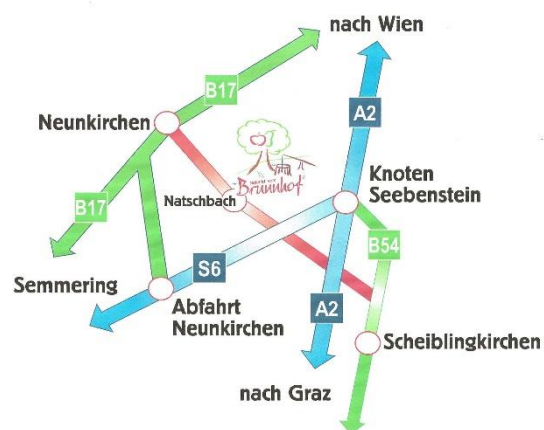 nach Wien
B17
A2
Neunkirchen
Brunnhof
Knoten
Seebenstein
Natschbach
B17
B54
Semmering
S6
Abfahrt
Neunkirchen
A2
Scheiblingkirchen
nach Graz